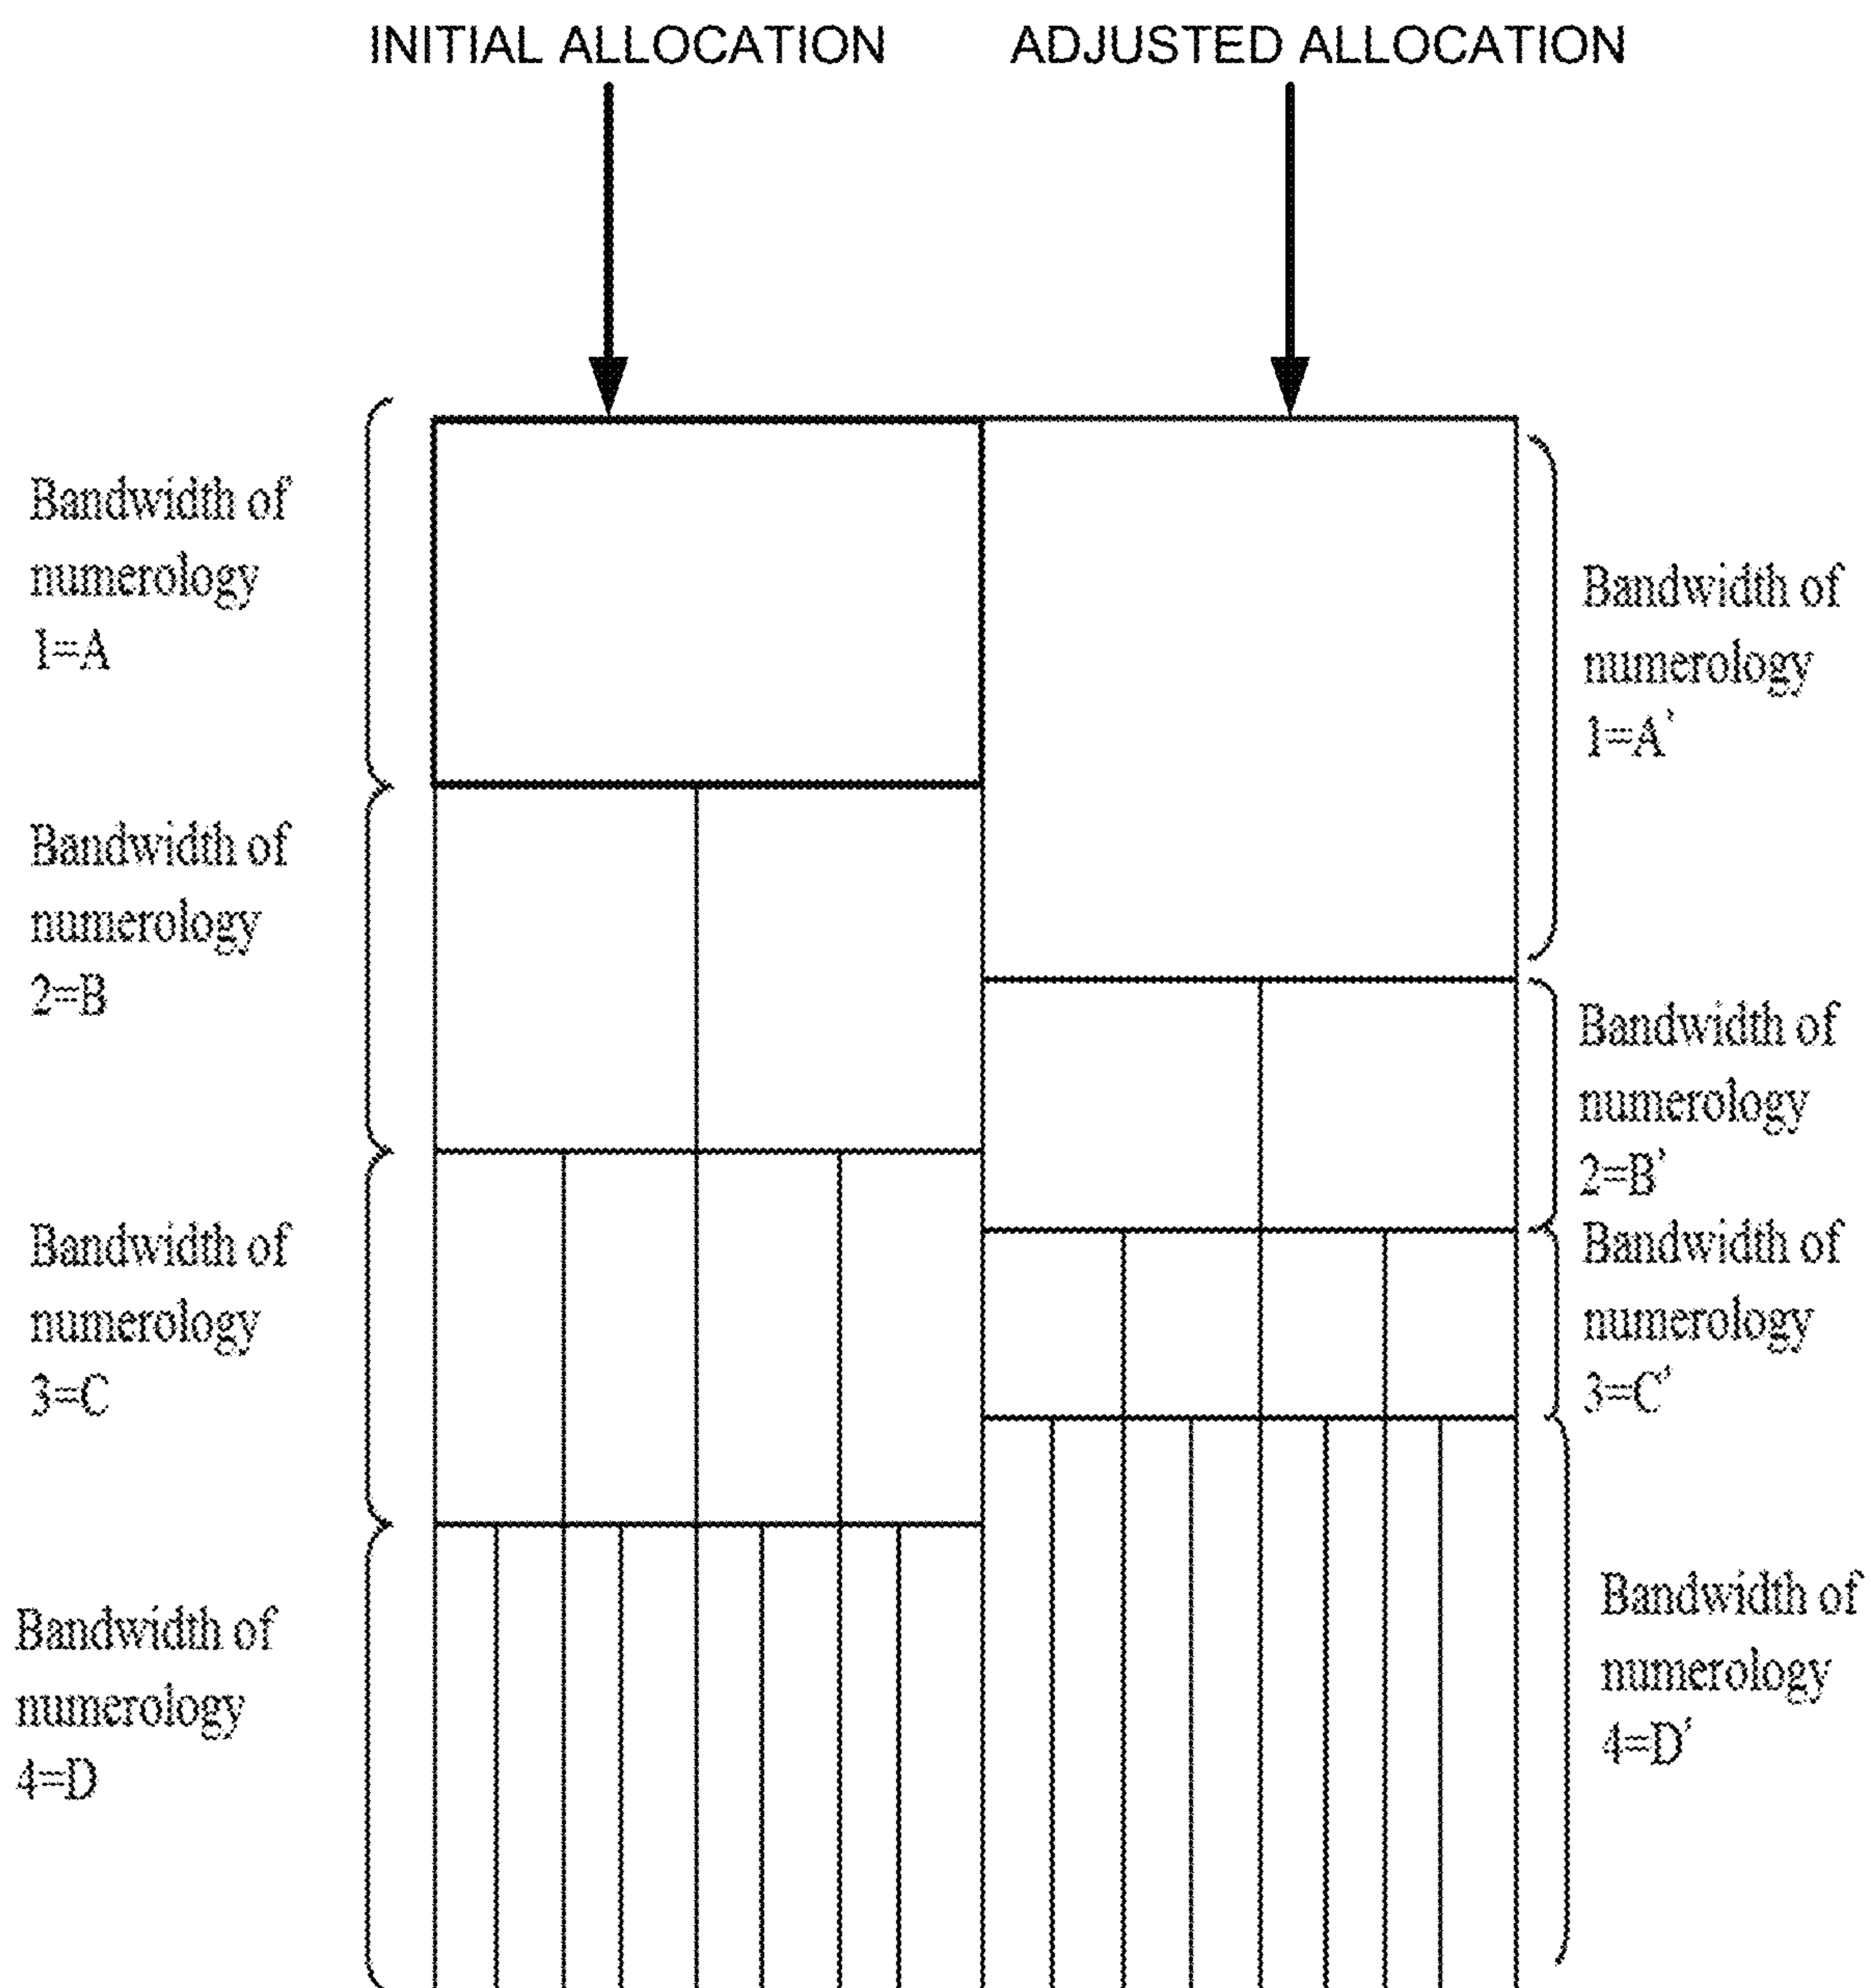 INITIAL ALLOCATION
ADJUSTED ALLOCATION
Bandwidth of
numerology
1=A
Bandwidth of
numerology
2=B
Bandwidth of
numerology
3=C
Bandwidth of
numerology
4=D
Bandwidth of
numerology
1=A'
Bandwidth of
numerology
2=B'
Bandwidth of
numerology
3=C'
Bandwidth of
numerology
4=D'